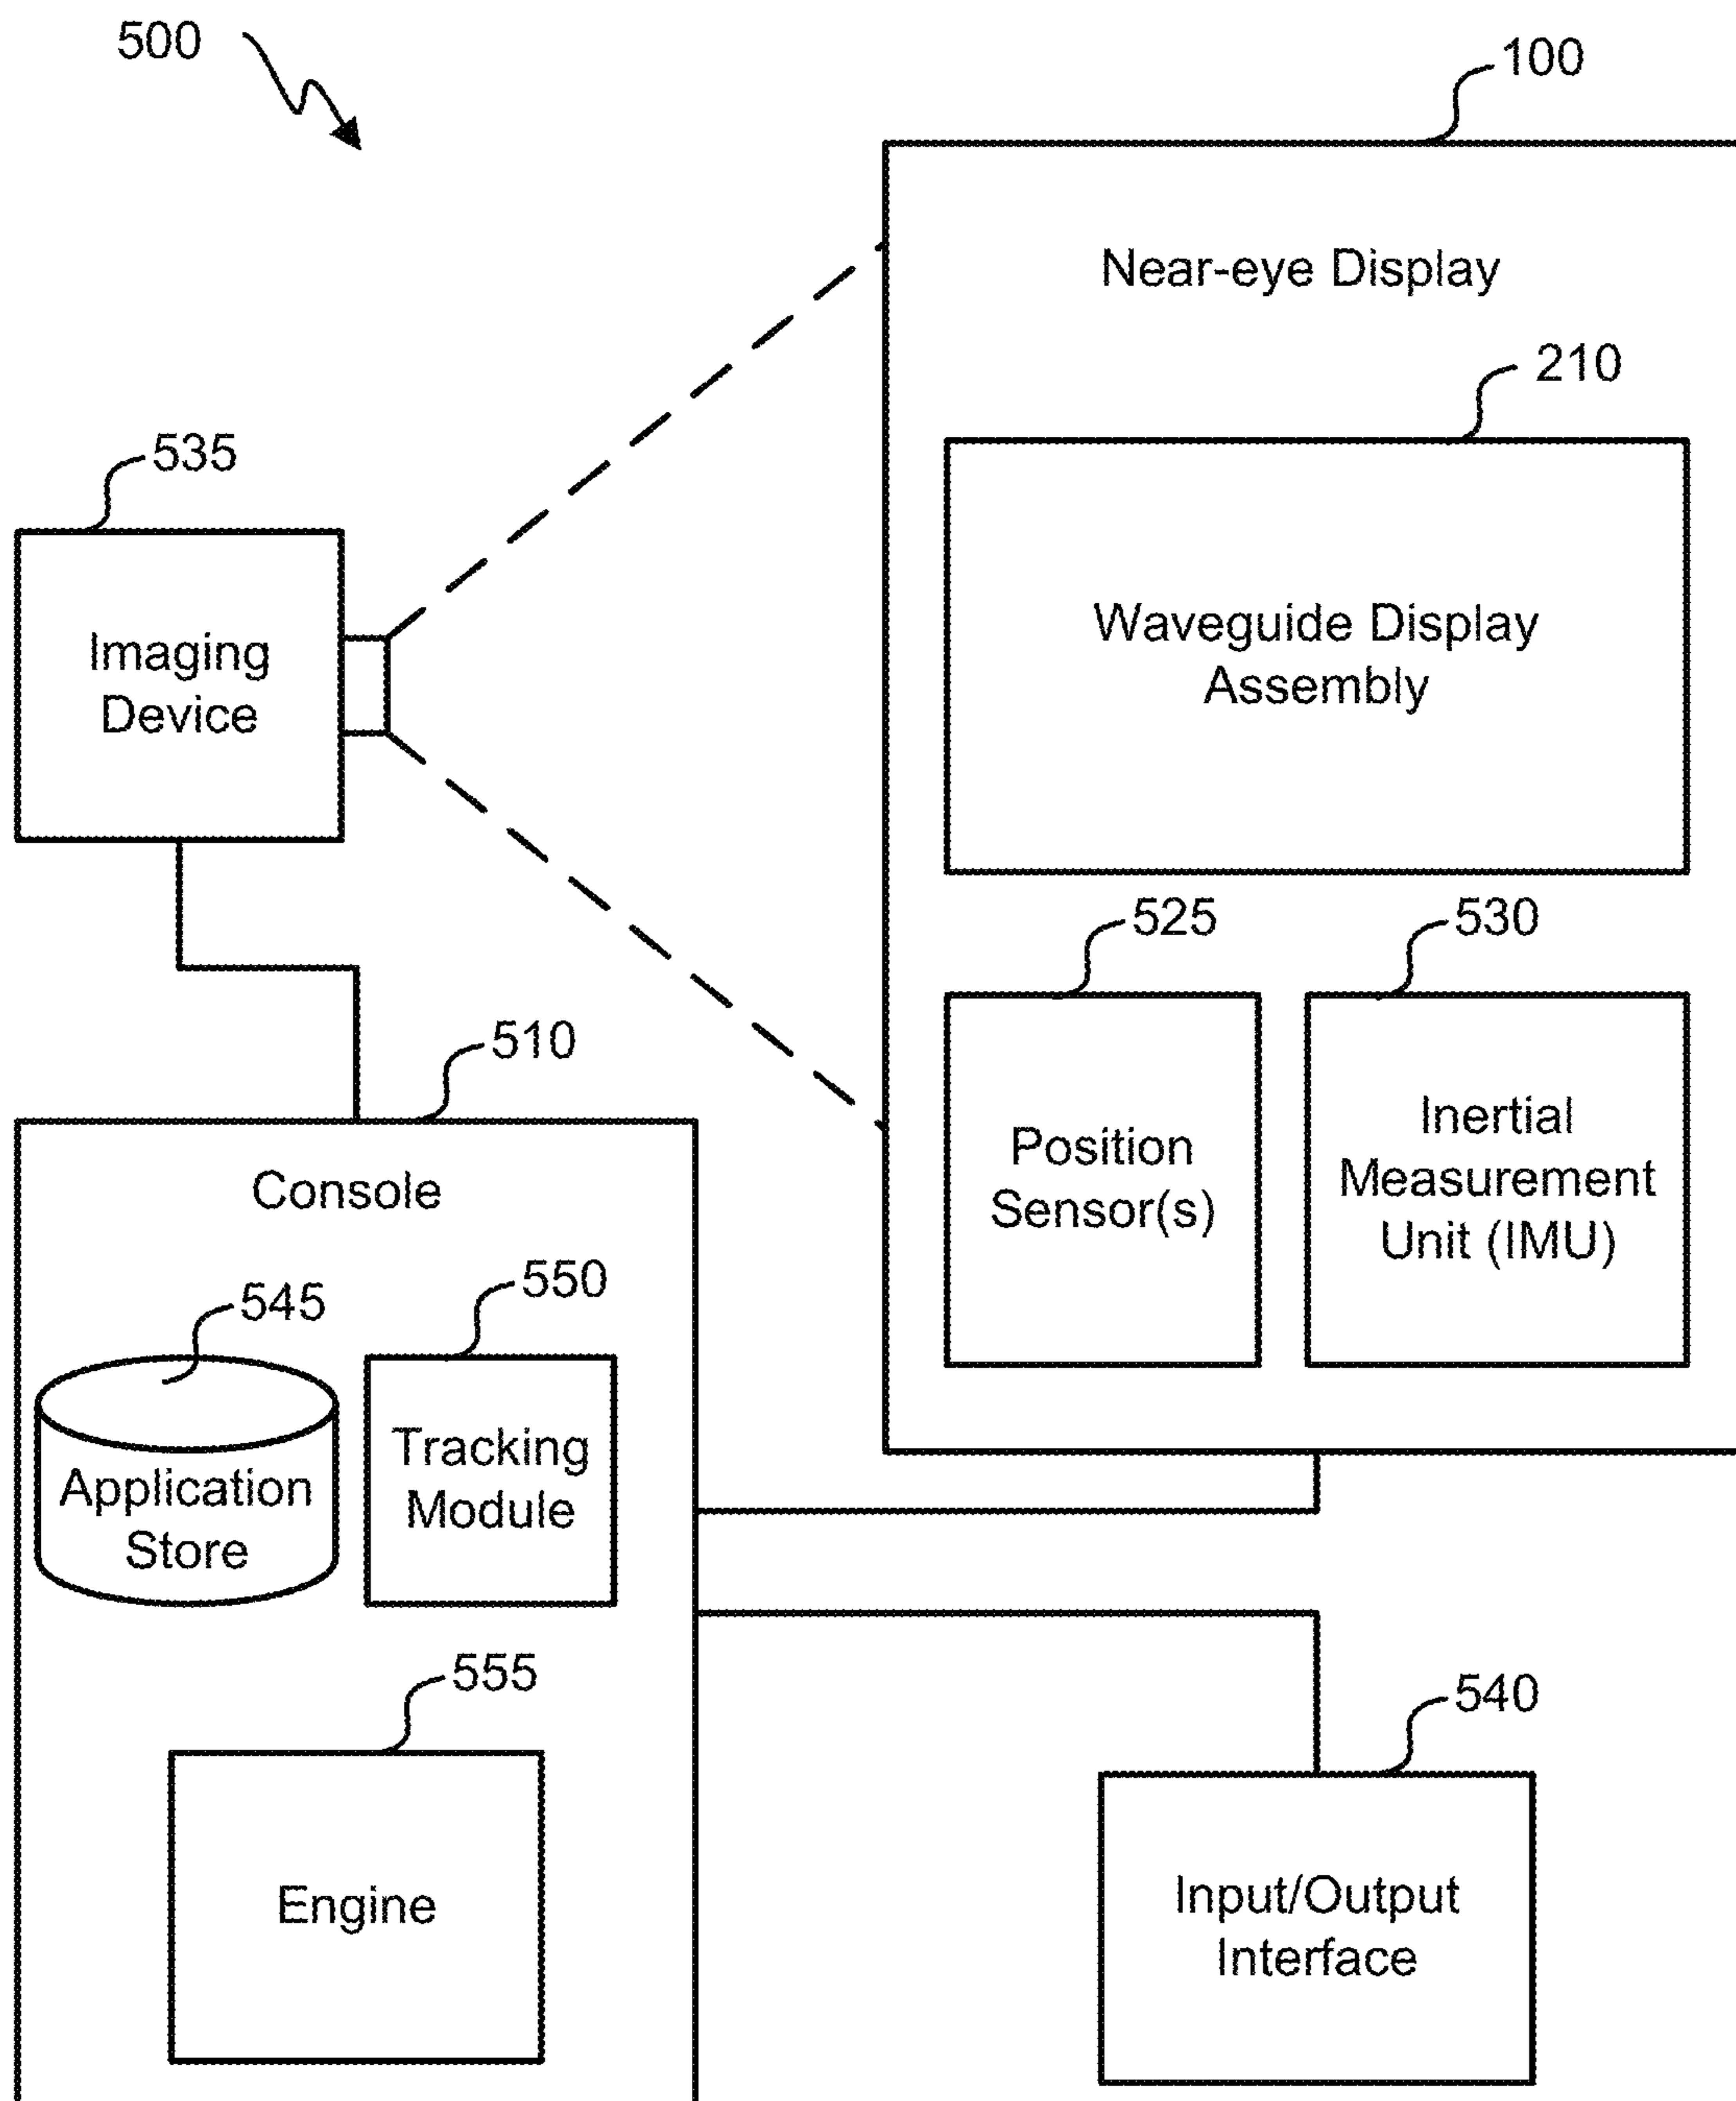 500
100
Near-eye Display
210
Waveguide Display
Assembly
535
Imaging
Device
525
530
Position
Sensor(s)
Inertial
Measurement
Unit (IMU)
510
Console
545
550
Application
Store
Tracking
Module
555
Engine
540
Input/Output
Interface